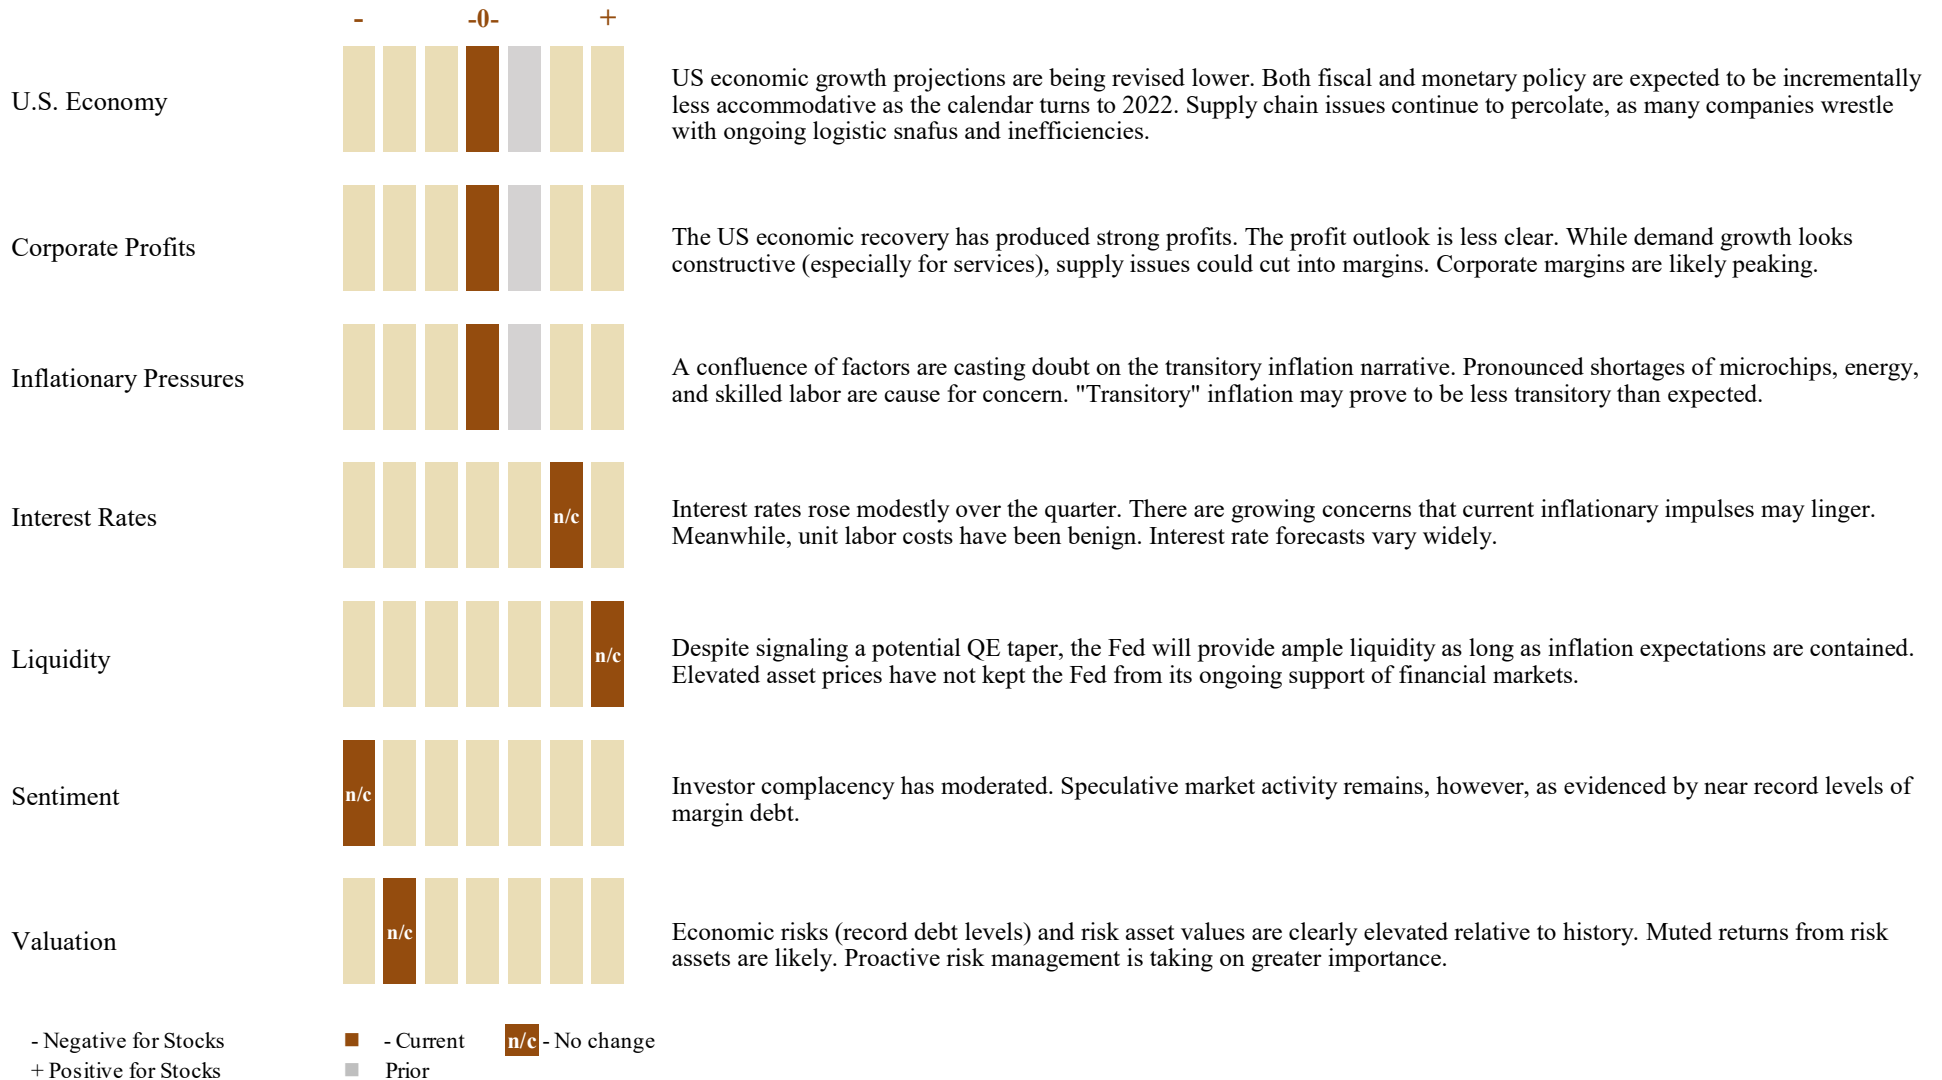 - -0- +
U.S. Economy
US economic growth projections are being revised lower. Both fiscal and monetary policy are expected to be incrementally
less accommodative as the calendar turns to 2022. Supply chain issues continue to percolate, as many companies wrestle
with ongoing logistic snafus and inefficiencies.
Corporate Profits
The US economic recovery has produced strong profits. The profit outlook is less clear. While demand growth looks
constructive (especially for services), supply issues could cut into margins. Corporate margins are likely peaking.
Inflationary Pressures
A confluence of factors are casting doubt on the transitory inflation narrative. Pronounced shortages of microchips, energy,
and skilled labor are cause for concern. "Transitory" inflation may prove to be less transitory than expected.
Interest Rates
n/c
Interest rates rose modestly over the quarter. There are growing concerns that current inflationary impulses may linger.
Meanwhile, unit labor costs have been benign. Interest rate forecasts vary widely.
Liquidity
n/c
Despite signaling a potential QE taper, the Fed will provide ample liquidity as long as inflation expectations are contained.
Elevated asset prices have not kept the Fed from its ongoing support of financial markets.
Sentiment
n/c
Investor complacency has moderated. Speculative market activity remains, however, as evidenced by near record levels of
margin debt.
Valuation
n/c
Economic risks (record debt levels) and risk asset values are clearly elevated relative to history. Muted returns from risk
assets are likely. Proactive risk management is taking on greater importance.
- Negative for Stocks
- Current
n/c - No change
+ Positive for Stocks
Prior